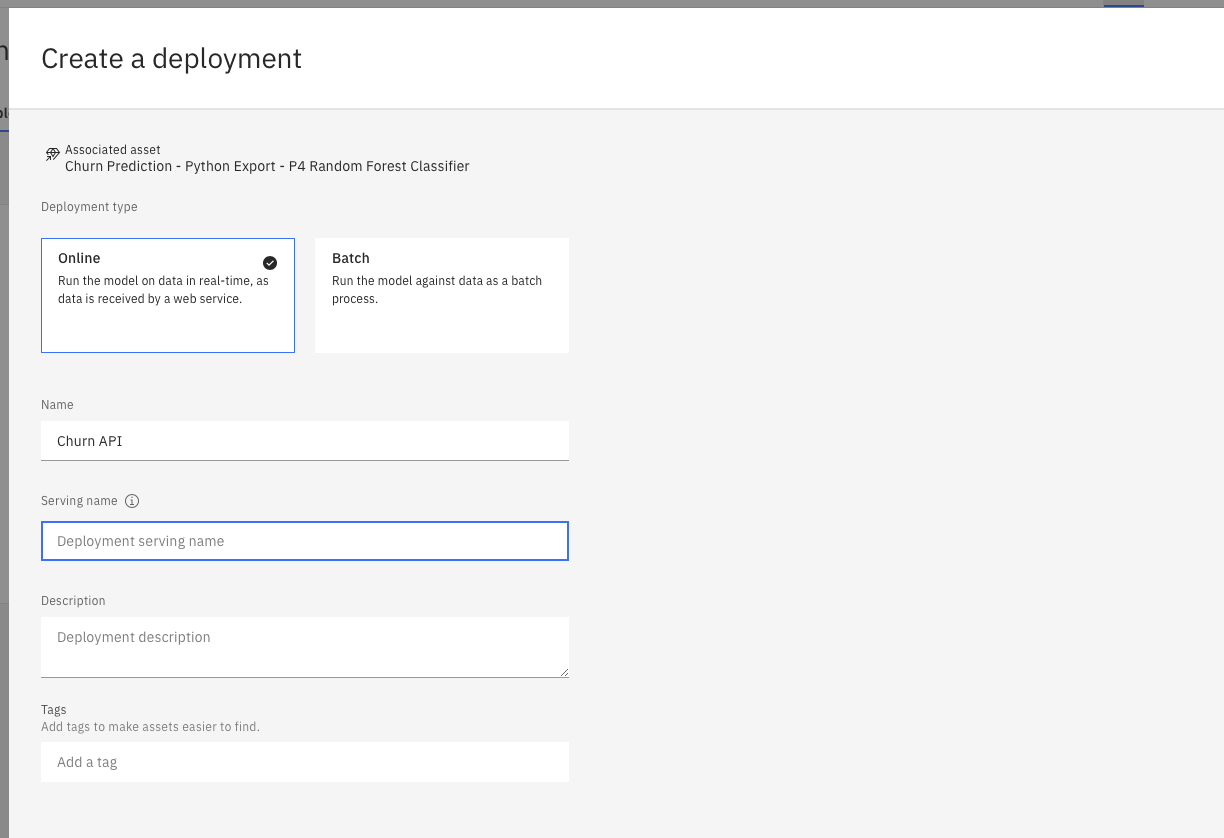 Create a deployment
Associated asset
Churn Prediction - Python Export - P4 Random Forest Classifier
Deployment type
Online
Run the model on data in real-time, as
data is received by a web service.
Batch
Run the model against data as a batch
process.
Name
Churn API
Serving name
Deployment serving name
Description
Deployment description
Tags
Add tags to make assets easier to find.
Add a tag